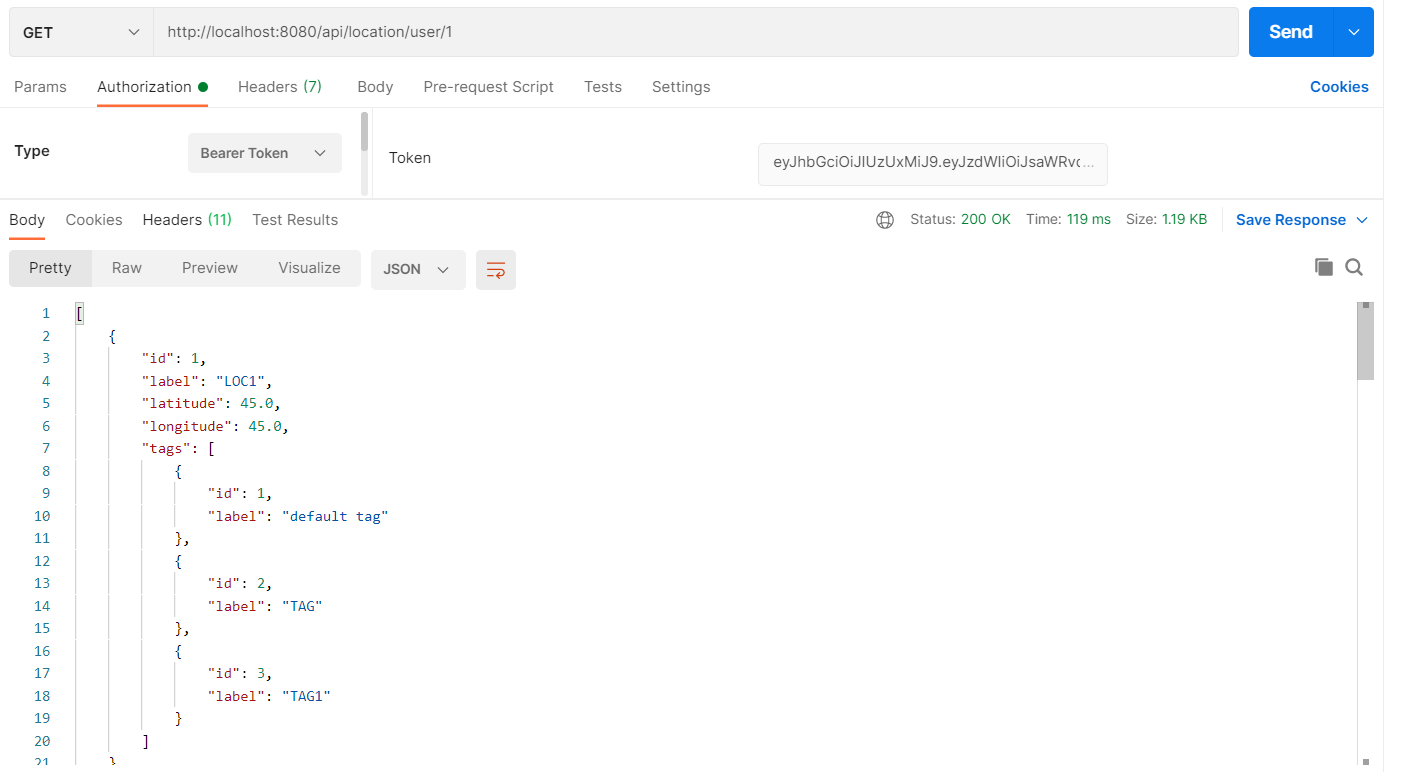 GET http://localhost:8080/api/location/user/1 Send
Params Authorization Headers (7) Body Pre-request Script Tests Settings Cookies
Type Bearer Token Token eyJhbGciOiJIUzUxMiJ9.eyJzdWIiOiJsaWRvc...
Body Cookies Headers (11) Test Results Status: 200 OK Time: 119 ms Size: 1.19 KB Save Response
Pretty Raw Preview Visualize JSON
1 [
2 {
3 "id": 1,
4 "label": "LOC1",
5 "latitude": 45.0,
6 "longitude": 45.0,
7 "tags": [
8 {
9 "id": 1,
10 "label": "default tag"
11 },
12 {
13 "id": 2,
14 "label": "TAG"
15 },
16 {
17 "id": 3,
18 "label": "TAG1"
19 }
20 ]
21 }